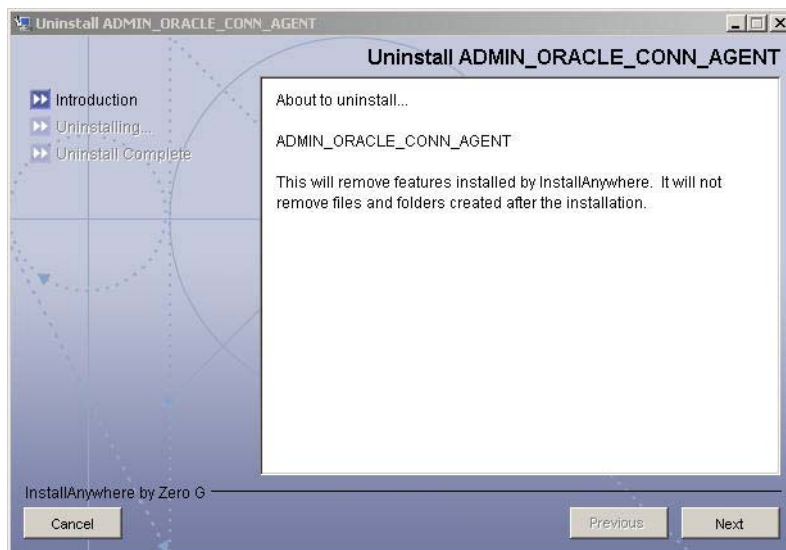 Uninstall ADMIN_ORACLE_CONN_AGENT
Uninstall ADMIN_ORACLE_CONN_AGENT
Introduction
Uninstalling...
Uninstall Complete
About to uninstall...
ADMIN_ORACLE_CONN_AGENT
This will remove features installed by InstallAnywhere. It will not
remove files and folders created after the installation.
InstallAnywhere by Zero G
Cancel
Previous
Next